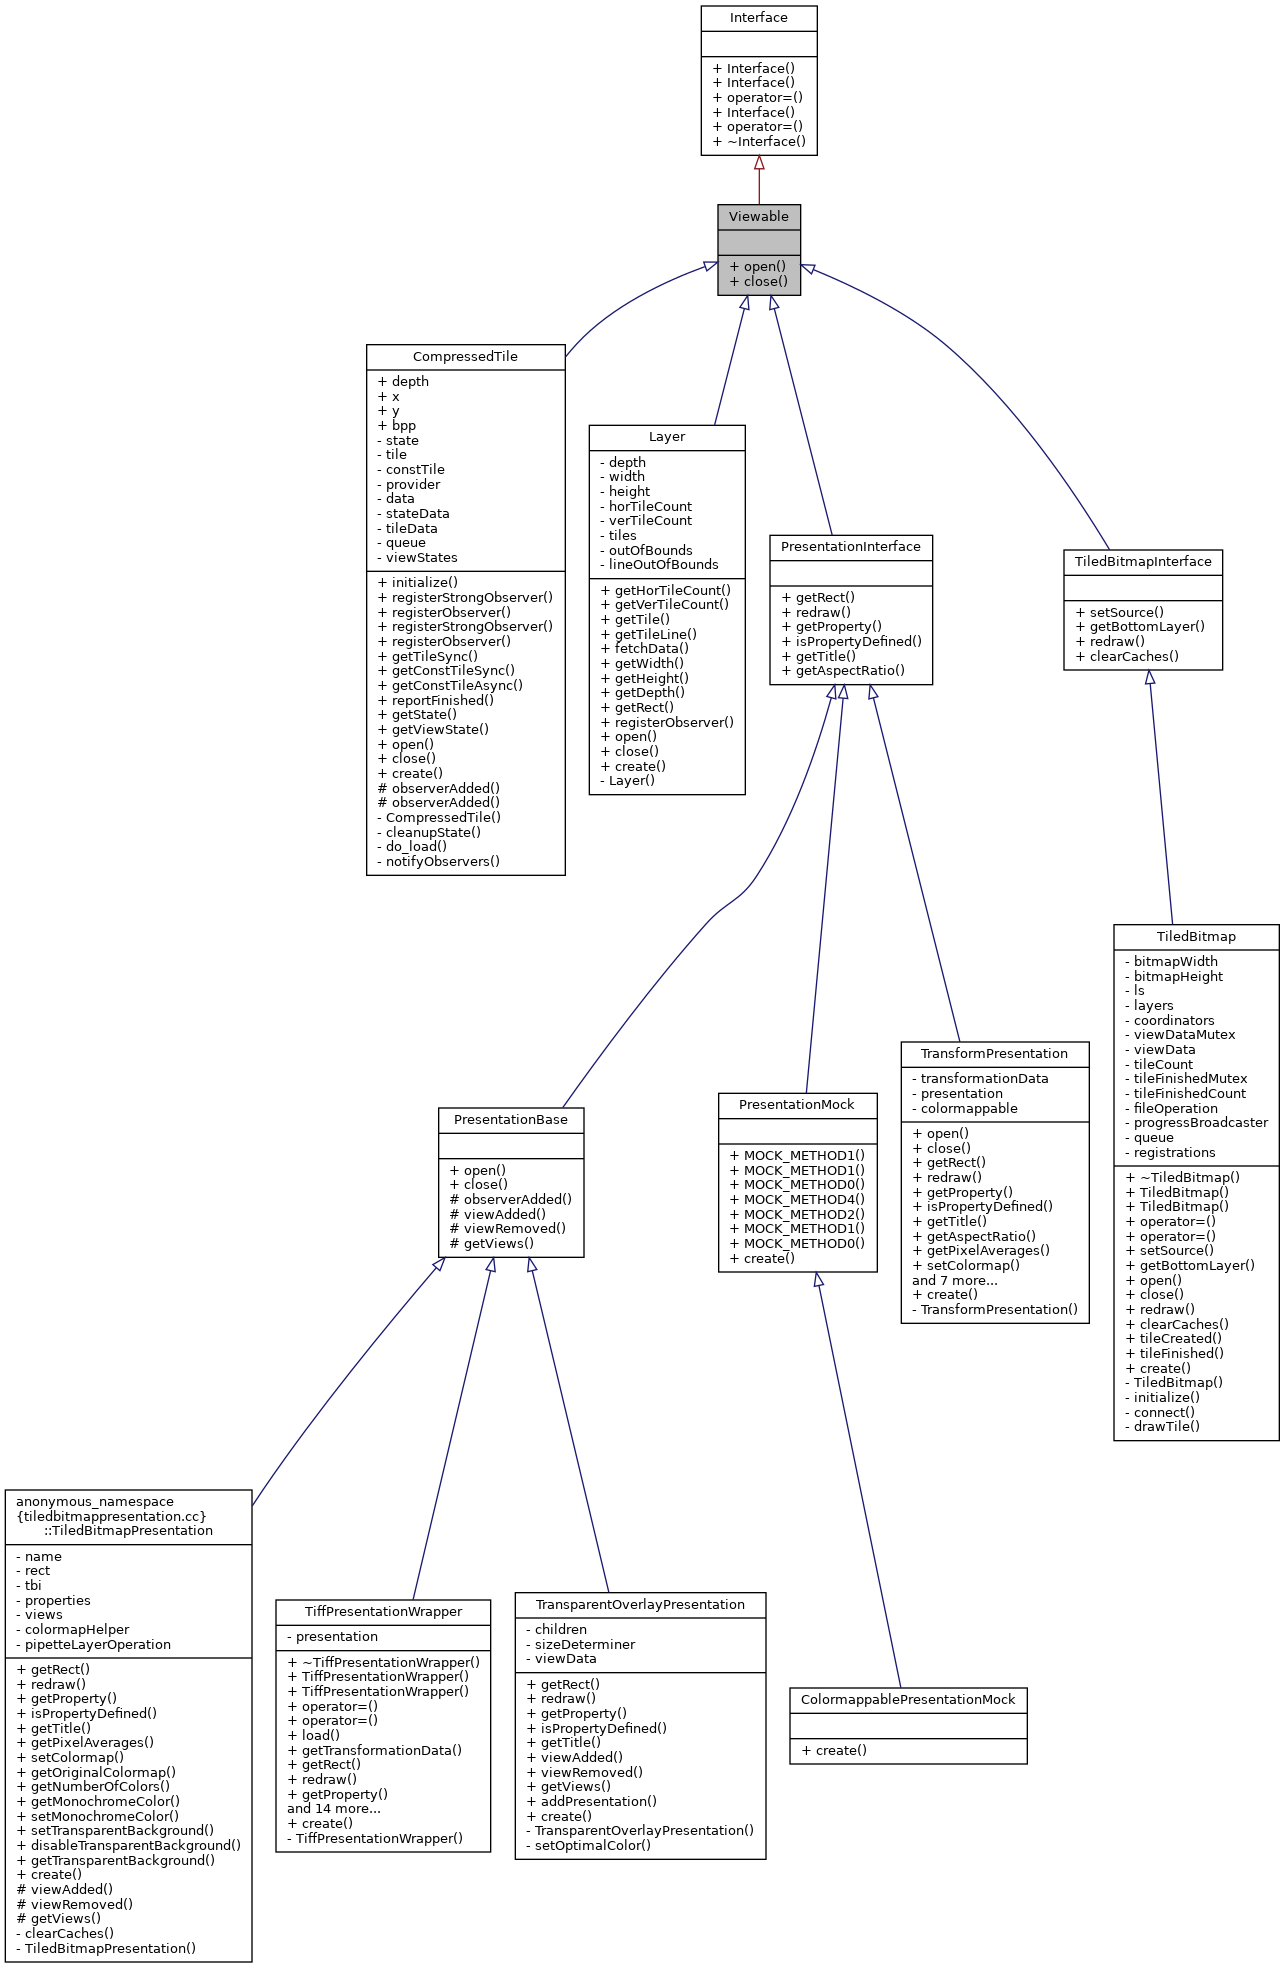 Interface
+ Interface()
+ Interface()
+ operator=()
+ Interface()
+ operator=()
+ ~Interface()
Viewable
+ open()
+ close()
CompressedTile
+ depth
+ x
+ y
+ bpp
- state
- tile
- constTile
- provider
- data
- stateData
- tileData
- queue
- viewStates
+ initialize()
+ registerStrongObserver()
+ registerObserver()
+ registerStrongObserver()
+ registerObserver()
+ getTileSync()
+ getConstTileSync()
+ getConstTileAsync()
+ reportFinished()
+ getState()
+ getViewState()
+ open()
+ close()
+ create()
# observerAdded()
# observerAdded()
- CompressedTile()
- cleanupState()
- do_load()
- notifyObservers()
Layer
- depth
- width
- height
- horTileCount
- verTileCount
- tiles
- outOfBounds
- lineOutOfBounds
+ getHorTileCount()
+ getVerTileCount()
+ getTile()
+ getTileLine()
+ fetchData()
+ getWidth()
+ getHeight()
+ getDepth()
+ getRect()
+ registerObserver()
+ open()
+ close()
+ create()
- Layer()
PresentationInterface
+ getRect()
+ redraw()
+ getProperty()
+ isPropertyDefined()
+ getTitle()
+ getAspectRatio()
TiledBitmapInterface
+ setSource()
+ getBottomLayer()
+ redraw()
+ clearCaches()
TiledBitmap
- bitmapWidth
- bitmapHeight
- ls
- layers
- coordinators
- viewDataMutex
- viewData
- tileCount
- tileFinishedMutex
- tileFinishedCount
- fileOperation
- progressBroadcaster
- queue
- registrations
+ ~TiledBitmap()
+ TiledBitmap()
+ TiledBitmap()
+ operator=()
+ operator=()
+ setSource()
+ getBottomLayer()
+ open()
+ close()
+ redraw()
+ clearCaches()
+ tileCreated()
+ tileFinished()
+ create()
- TiledBitmap()
- initialize()
- connect()
- drawTile()
PresentationBase
+ open()
+ close()
# observerAdded()
# viewAdded()
# viewRemoved()
# getViews()
PresentationMock
+ MOCK_METHOD1()
+ MOCK_METHOD1()
+ MOCK_METHOD0()
+ MOCK_METHOD4()
+ MOCK_METHOD2()
+ MOCK_METHOD1()
+ MOCK_METHOD0()
+ create()
TransformPresentation
- transformationData
- presentation
- colormappable
+ open()
+ close()
+ getRect()
+ redraw()
+ getProperty()
+ isPropertyDefined()
+ getTitle()
+ getAspectRatio()
+ getPixelAverages()
+ setColormap()
and 7 more...
+ create()
- TransformPresentation()
anonymous_namespace
{tiledbitmappresentation.cc}
::TiledBitmapPresentation
- name
- rect
- tbi
- properties
- views
- colormapHelper
- pipetteLayerOperation
+ getRect()
+ redraw()
+ getProperty()
+ isPropertyDefined()
+ getTitle()
+ getPixelAverages()
+ setColormap()
+ getOriginalColormap()
+ getNumberOfColors()
+ getMonochromeColor()
+ setMonochromeColor()
+ setTransparentBackground()
+ disableTransparentBackground()
+ getTransparentBackground()
+ create()
# viewAdded()
# viewRemoved()
# getViews()
- clearCaches()
- TiledBitmapPresentation()
TiffPresentationWrapper
- presentation
+ ~TiffPresentationWrapper()
+ TiffPresentationWrapper()
+ TiffPresentationWrapper()
+ operator=()
+ operator=()
+ load()
+ getTransformationData()
+ getRect()
+ redraw()
+ getProperty()
and 14 more...
+ create()
- TiffPresentationWrapper()
TransparentOverlayPresentation
- children
- sizeDeterminer
- viewData
+ getRect()
+ redraw()
+ getProperty()
+ isPropertyDefined()
+ getTitle()
+ viewAdded()
+ viewRemoved()
+ getViews()
+ addPresentation()
+ create()
- TransparentOverlayPresentation()
- setOptimalColor()
ColormappablePresentationMock
+ create()